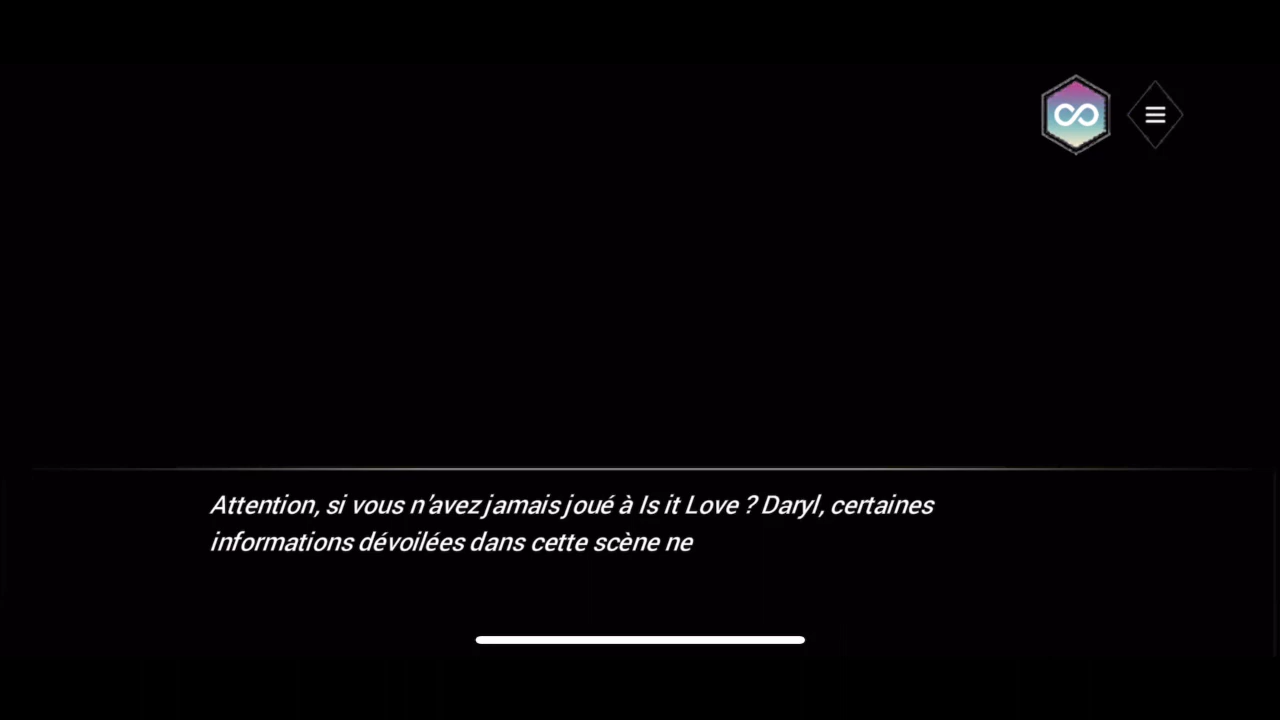 Attention, si vous n'avez jamais joué à Is it Love ? Daryl, certaines
informations dévoilées dans cette scène ne